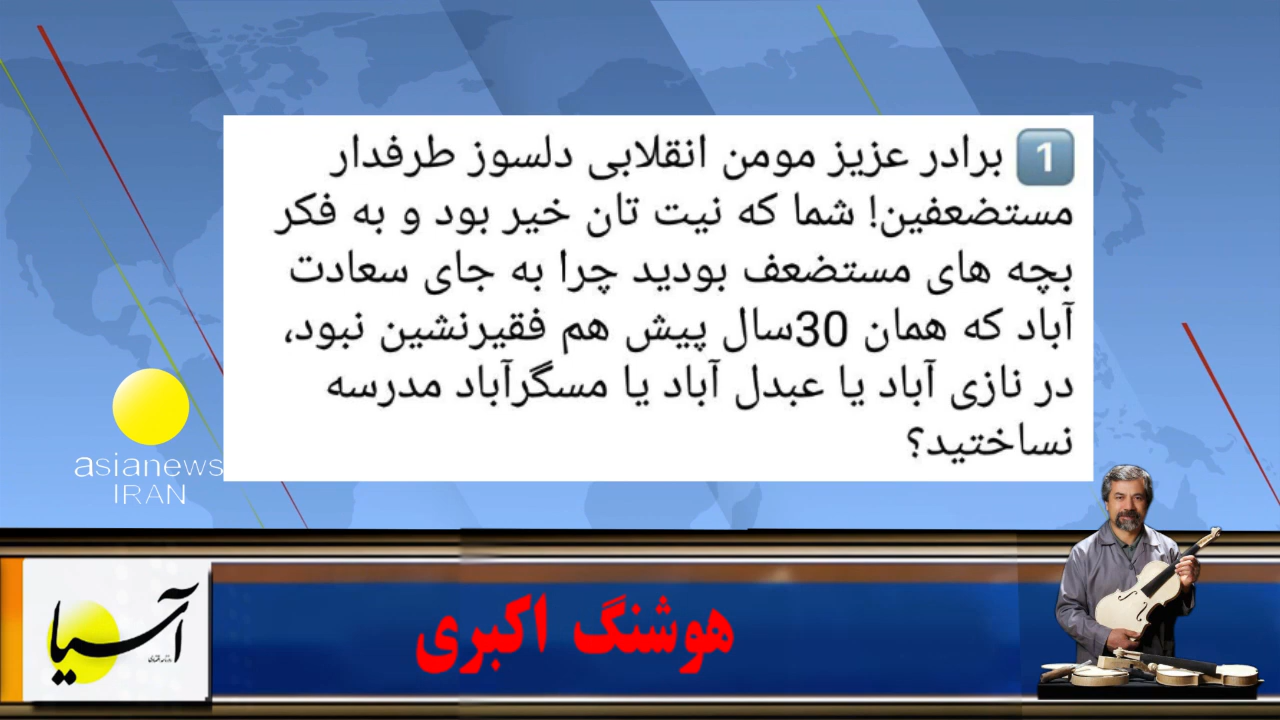 1 برادر عزیز مومن انقلابی دلسوز طرفدار
مستضعفین! شما که نیت تان خیر بود و به فکر
بچه های مستضعف بودید چرا به جای سعادت
آباد که همان 30سال پیش هم فقیرنشین نبود،
در نازی آباد یا عبدل آباد یا مسگرآباد مدرسه
نساختید؟
asianews
IRAN
آسیا
هوشنگ اکبری